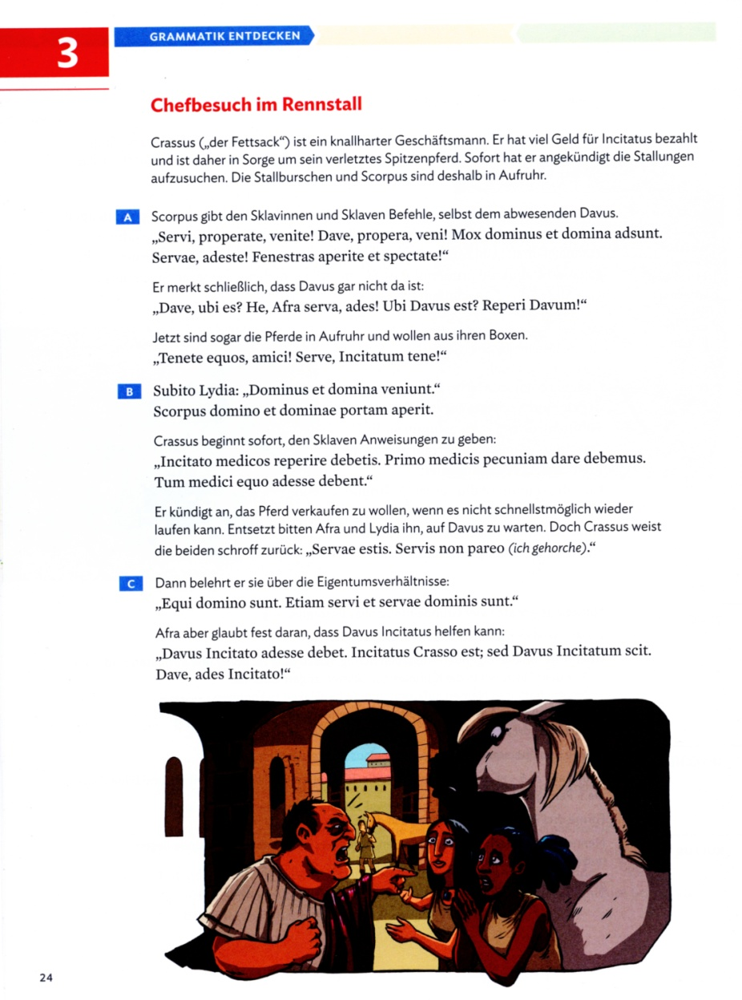 3
GRAMMATIK ENTDECKEN
Chefbesuch im Rennstall
Crassus („der Fettsack“) ist ein knallharter Geschäftsmann. Er hat viel Geld für Incitatus bezahlt
und ist daher in Sorge um sein verletztes Spitzenpferd. Sofort hat er angekündigt die Stallungen
aufzusuchen. Die Stallburschen und Scorpus sind deshalb in Aufruhr.
A Scorpus gibt den Sklavinnen und Sklaven Befehle, selbst dem abwesenden Davus.
„Servi, properate, venite! Dave, propera, veni! Mox dominus et domina adsunt.
Servae, adeste! Fenestras aperite et spectate!“
Er merkt schließlich, dass Davus gar nicht da ist:
„Dave, ubi es? He, Afra serva, ades! Ubi Davus est? Reperi Davum!“
Jetzt sind sogar die Pferde in Aufruhr und wollen aus ihren Boxen.
„Tenete equos, amici! Serve, Incitatum tene!“
B Subito Lydia: „Dominus et domina veniunt.“
Scorpus domino et dominae portam aperit.
Crassus beginnt sofort, den Sklaven Anweisungen zu geben:
„Incitato medicos reperire debetis. Primo medicis pecuniam dare debemus.
Tum medici equo adesse debent.“
Er kündigt an, das Pferd verkaufen zu wollen, wenn es nicht schnellstmöglich wieder
laufen kann. Entsetzt bitten Afra und Lydia ihn, auf Davus zu warten. Doch Crassus weist
die beiden schroff zurück: „Servae estis. Servis non pareo (ich gehorche).“
C Dann belehrt er sie über die Eigentumsverhältnisse:
„Equi domino sunt. Etiam servi et servae dominis sunt.“
Afra aber glaubt fest daran, dass Davus Incitatus helfen kann:
„Davus Incitato adesse debet. Incitatus Crasso est; sed Davus Incitatum scit.
Dave, ades Incitato!“
24